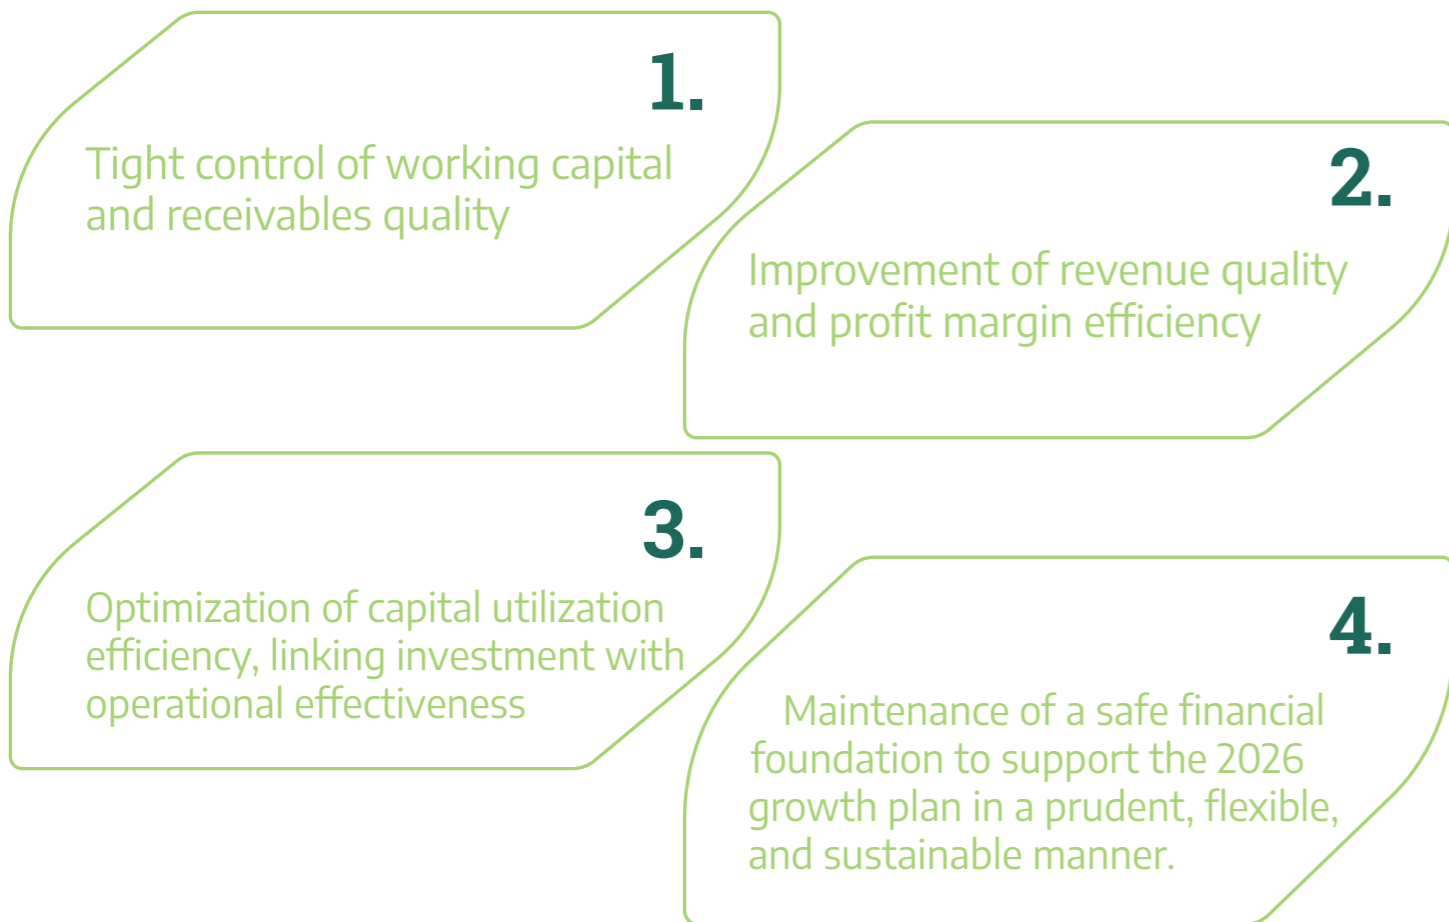 1.
Tight control of working capital
and receivables quality
2.
Improvement of revenue quality
and profit margin efficiency
3.
Optimization of capital utilization
efficiency, linking investment with
operational effectiveness
4.
Maintenance of a safe financial
foundation to support the 2026
growth plan in a prudent, flexible,
and sustainable manner.